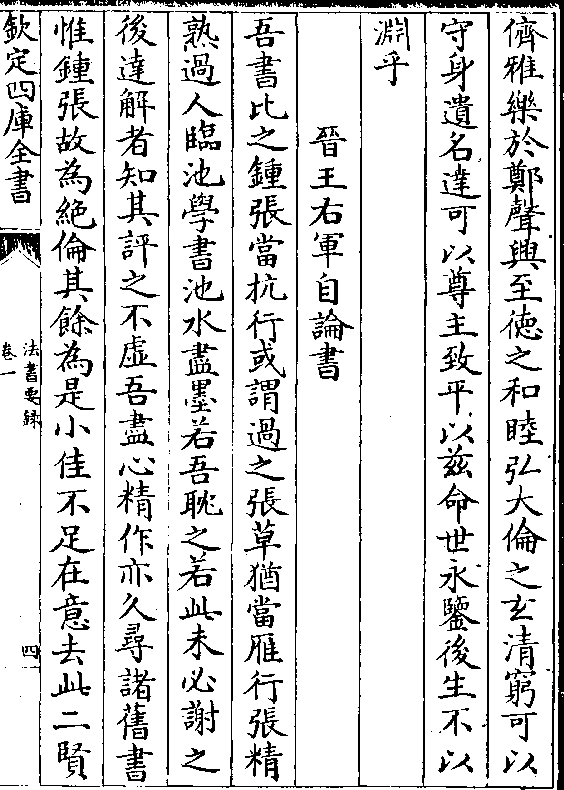 儕雅樂於鄭聲興至徳之和睦弘大倫之𤣥清窮可以
守身遺名達可以尊主致平以兹命世永鑒後生不以
淵乎
晉王右軍自論書
吾書比之鍾張當抗行或謂過之張草猶當雁行張精
熟過人臨池學書池水盡墨若吾耽之若此未必謝之
後達解者知其評之不虚吾盡心精作亦久尋諸舊書
惟鍾張故為絶倫其餘為是小佳不足在意去此二賢
欽定四庫全書
法書要録
卷一
四